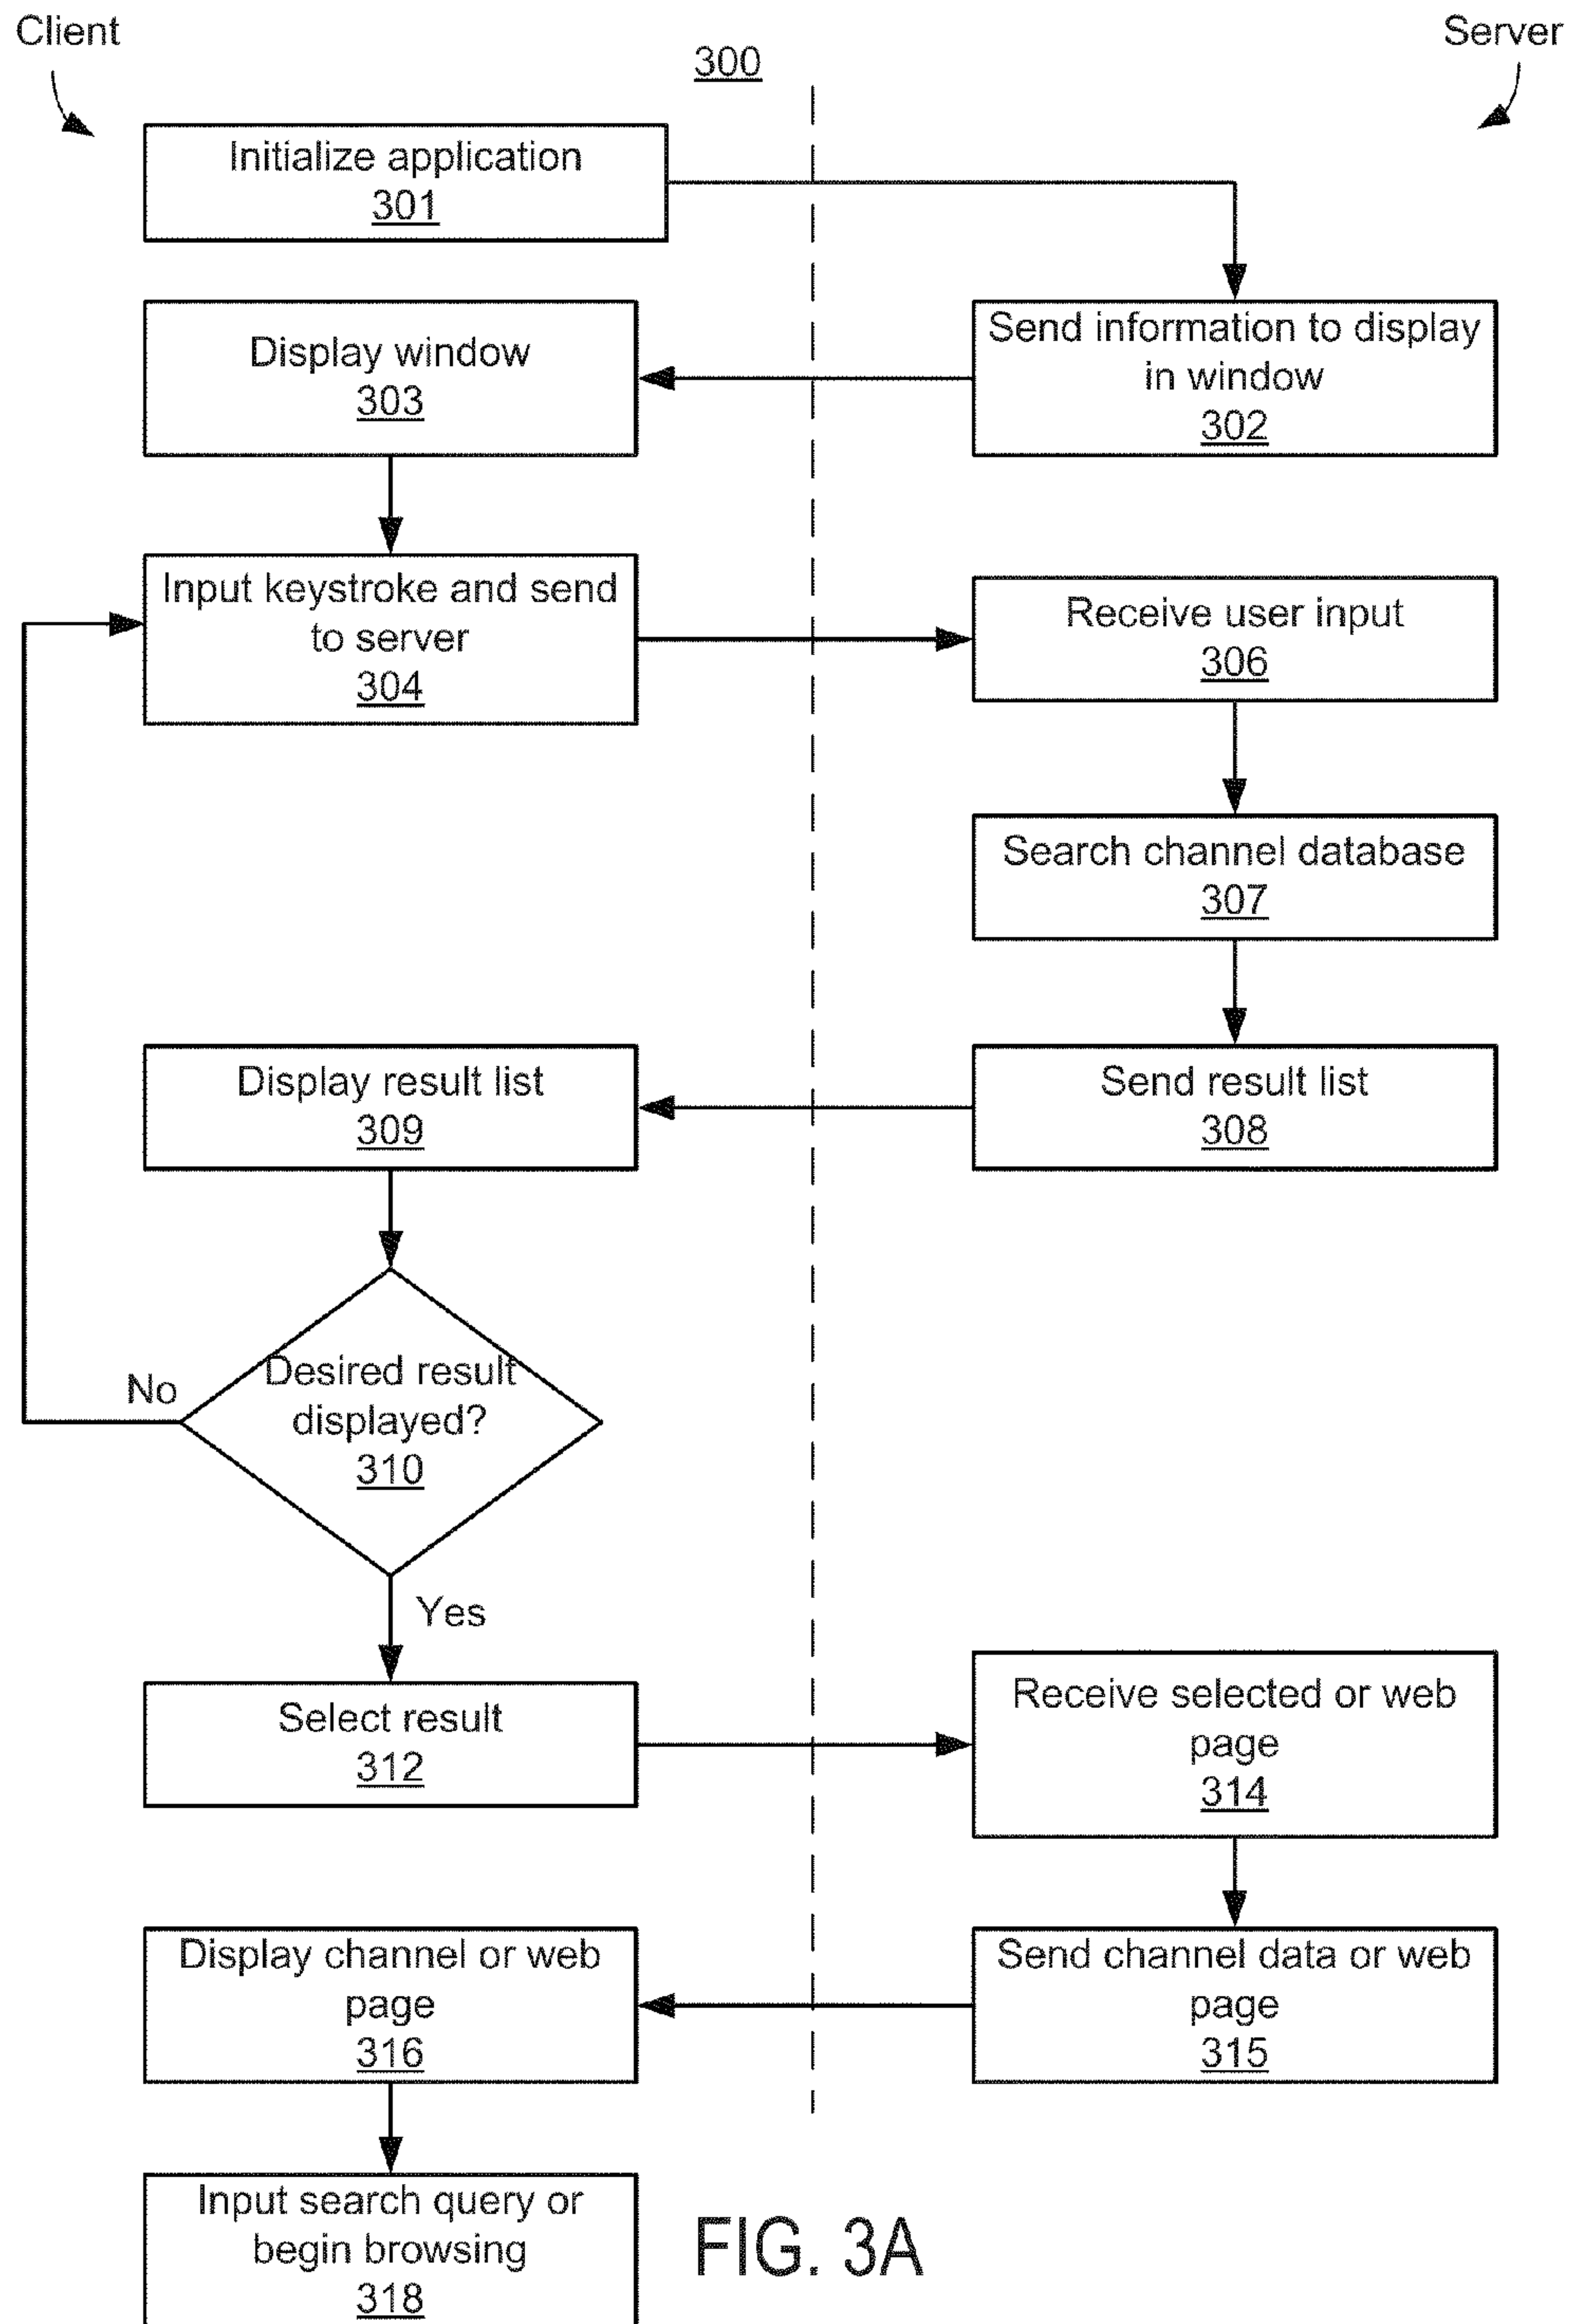 Client
300
Server
Initialize application
301
Send information to display
in window
302
Display window
303
Input keystroke and send
to server
304
Receive user input
306
Search channel database
307
Send result list
308
Display result list
309
Desired result
displayed?
310
No
Yes
Select result
312
Receive selected or web
page
314
Send channel data or web
page
315
Display channel or web
page
316
Input search query or
begin browsing
318
FIG. 3A